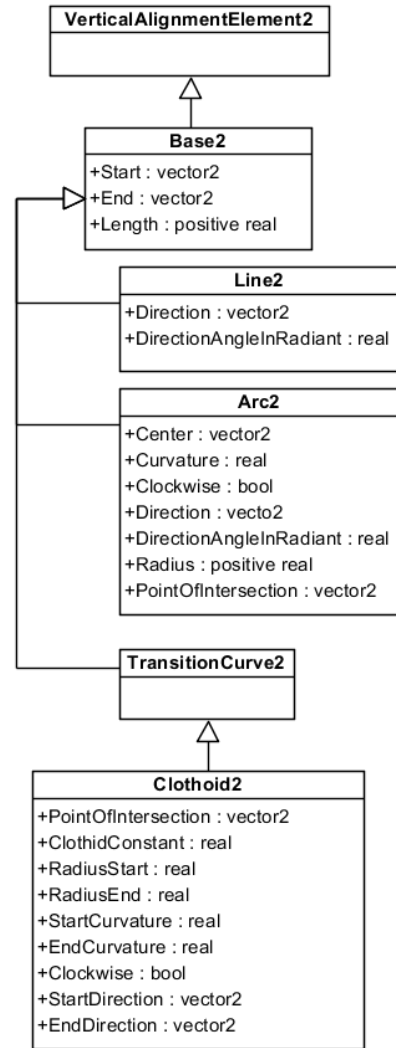 VerticalAlignmentElement2
Base2
+Start : vector2
+End : vector2
+Length : positive real
Line2
+Direction : vector2
+DirectionAngleInRadiant : real
Arc2
+Center : vector2
+Curvature : real
+Clockwise : bool
+Direction : vecto2
+DirectionAngleInRadiant : real
+Radius : positive real
+PointOfIntersection : vector2
TransitionCurve2
Clothoid2
+PointOfIntersection : vector2
+ClothidConstant : real
+RadiusStart : real
+RadiusEnd : real
+StartCurvature : real
+EndCurvature : real
+Clockwise : bool
+StartDirection : vector2
+EndDirection : vector2